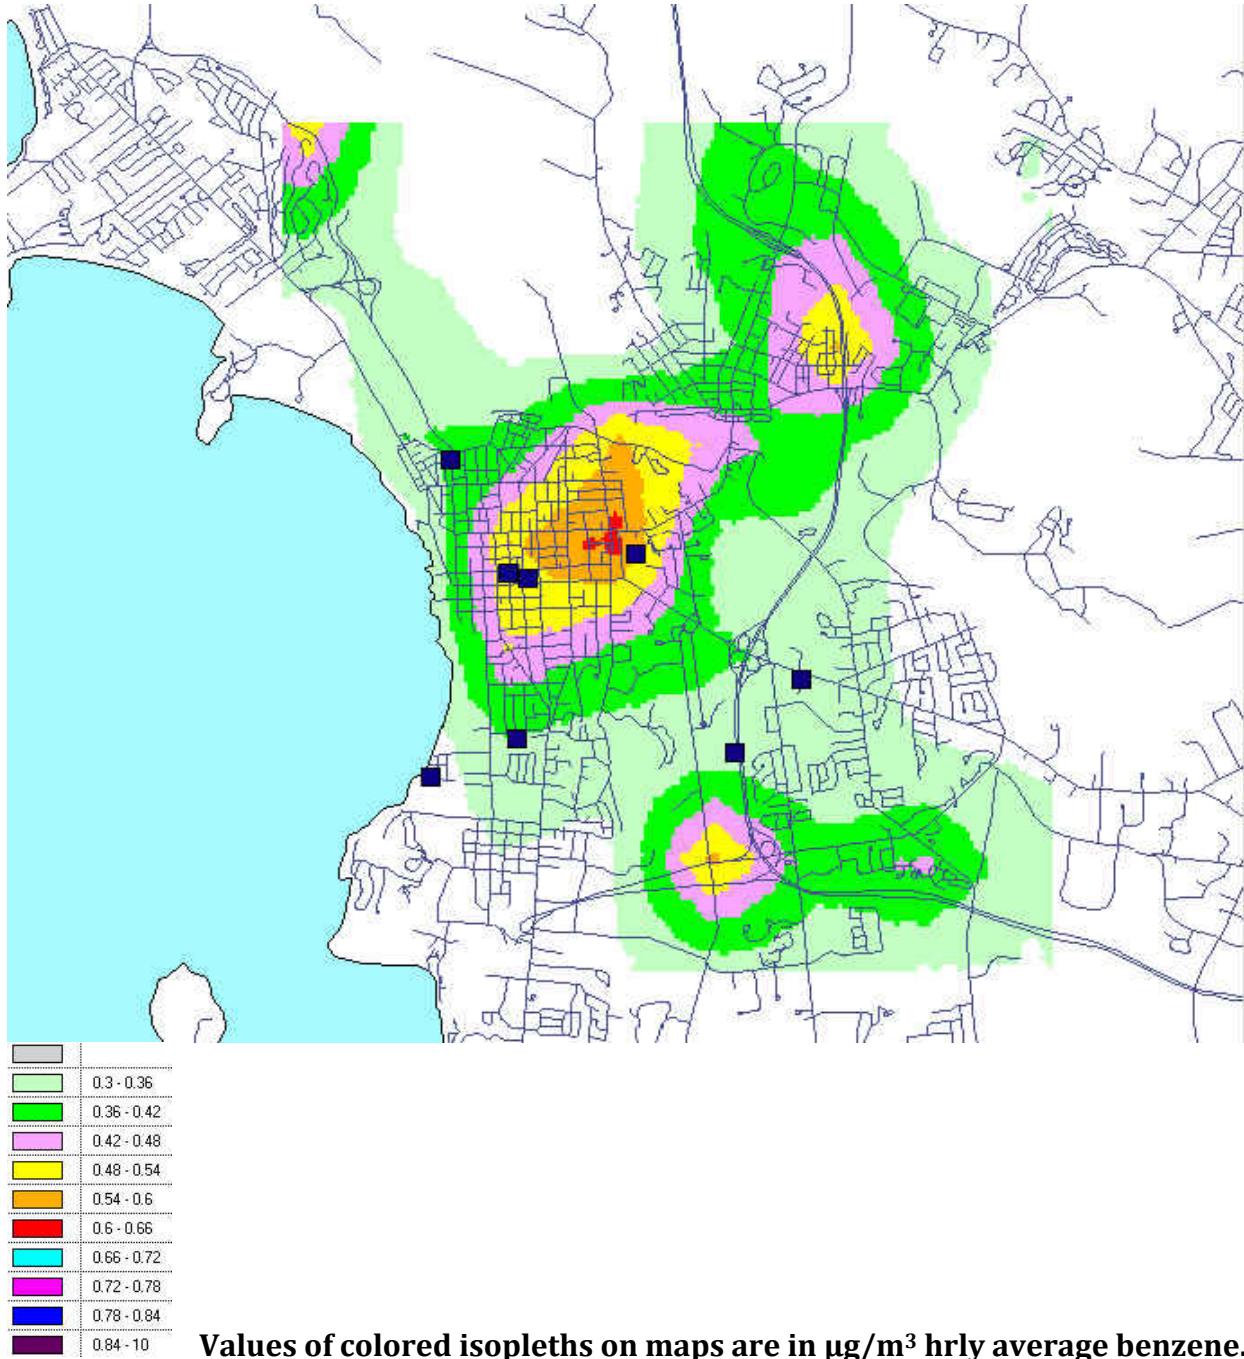 0.3 - 0.36
0.36 - 0.42
0.42 - 0.48
0.48 - 0.54
0.54 - 0.6
0.6 - 0.66
0.66 - 0.72
0.72 - 0.78
0.78 - 0.84
0.84 - 10
Values of colored isopleths on maps are in µg/m³ hrly average benzene.